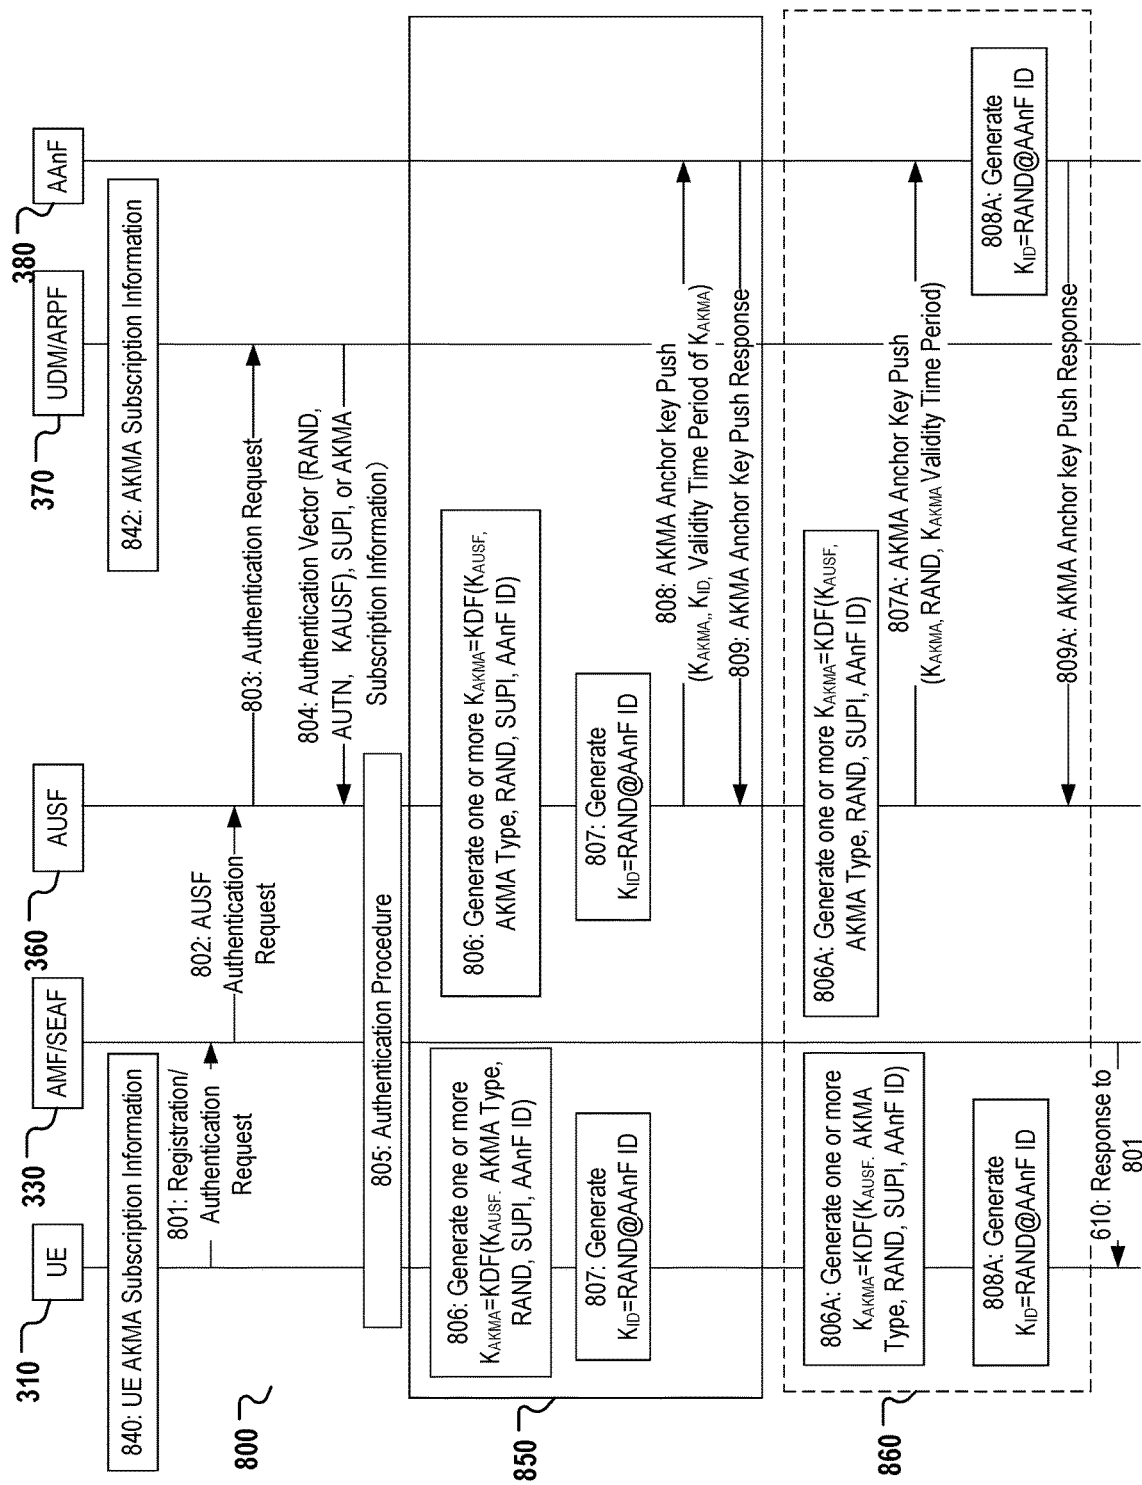 310
UE
330
AMF/SEAF
360
AUSF
370
UDM/ARPF
380
AAnF
840: UE AKMA Subscription Information
842: AKMA Subscription Information
800
801: Registration/
Authentication
Request
802: AUSF
Authentication
Request
803: Authentication Request
804: Authentication Vector (RAND,
AUTN, KAUSF), SUPI, or AKMA
Subscription Information)
805: Authentication Procedure
850
806: Generate one or more
KAKMA=KDF(KAUSF, AKMA Type,
RAND, SUPI, AAnF ID)
806: Generate one or more KAKMA=KDF(KAUSF,
AKMA Type, RAND, SUPI, AAnF ID)
807: Generate
KID=RAND@AAnF ID
807: Generate
KID=RAND@AAnF ID
808: AKMA Anchor Key Push
(KAKMA,, KID, Validity Time Period of KAKMA)
809: AKMA Anchor Key Push Response
860
806A: Generate one or more
KAKMA=KDF(KAUSF, AKMA
Type, RAND, SUPI, AAnF ID)
806A: Generate one or more KAKMA=KDF(KAUSF,
AKMA Type, RAND, SUPI, AAnF ID)
807A: AKMA Anchor Key Push
(KAKMA, RAND, KAKMA Validity Time Period)
808A: Generate
KID=RAND@AAnF ID
808A: Generate
KID=RAND@AAnF ID
809A: AKMA Anchor Key Push Response
610: Response to
801